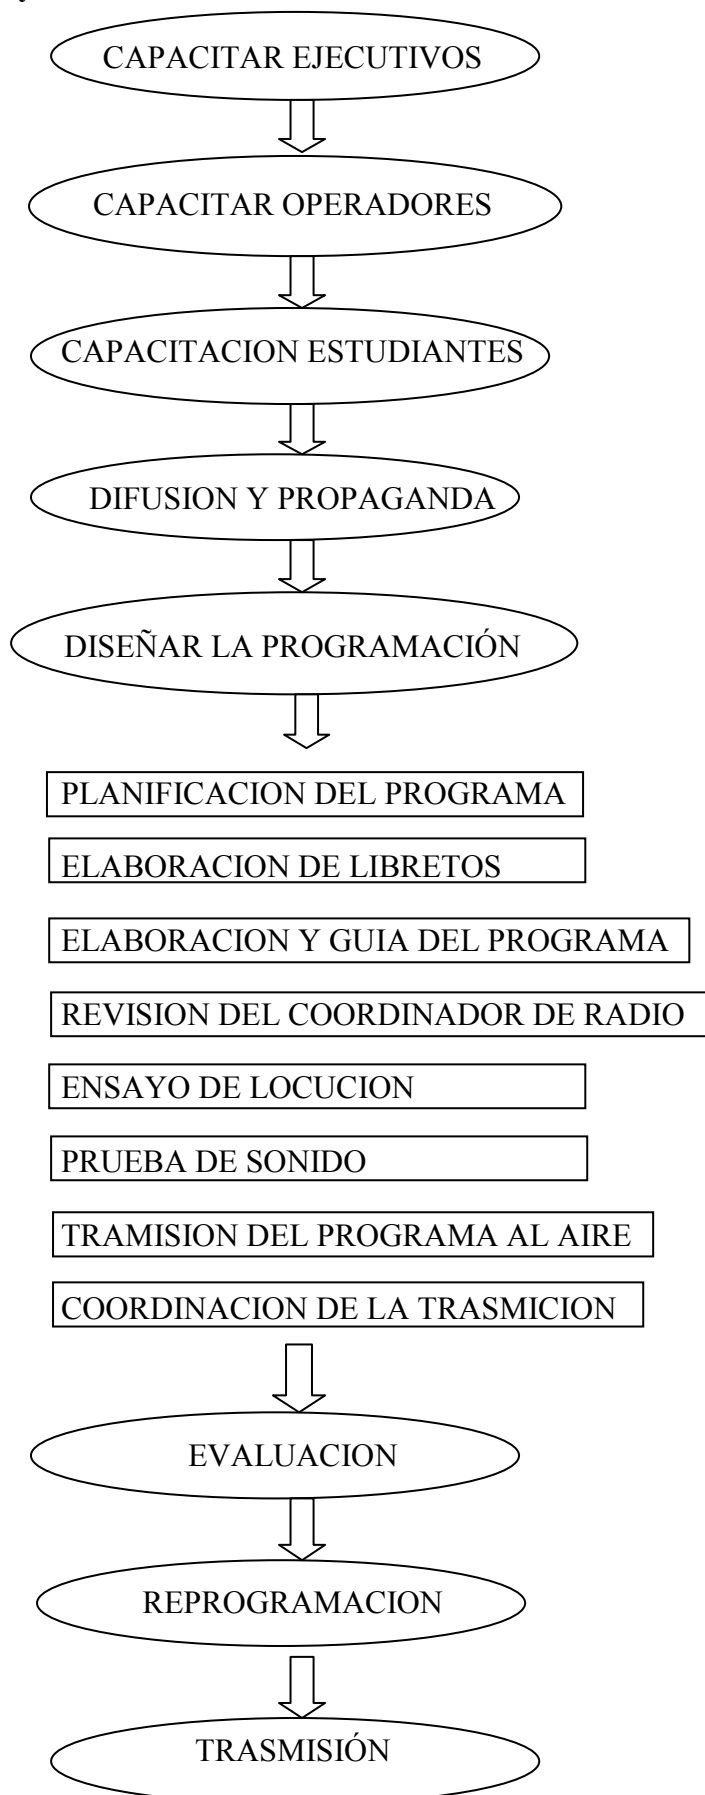 CAPACITAR EJECUTIVOS
CAPACITAR OPERADORES
CAPACITACION ESTUDIANTES
DIFUSION Y PROPAGANDA
DISEÑAR LA PROGRAMACIÓN
PLANIFICACION DEL PROGRAMA
ELABORACION DE LIBRETOS
ELABORACION Y GUIA DEL PROGRAMA
REVISION DEL COORDINADOR DE RADIO
ENSAYO DE LOCUCION
PRUEBA DE SONIDO
TRAMISION DEL PROGRAMA AL AIRE
COORDINACION DE LA TRASMICION
EVALUACION
REPROGRAMACION
TRASMISIÓN